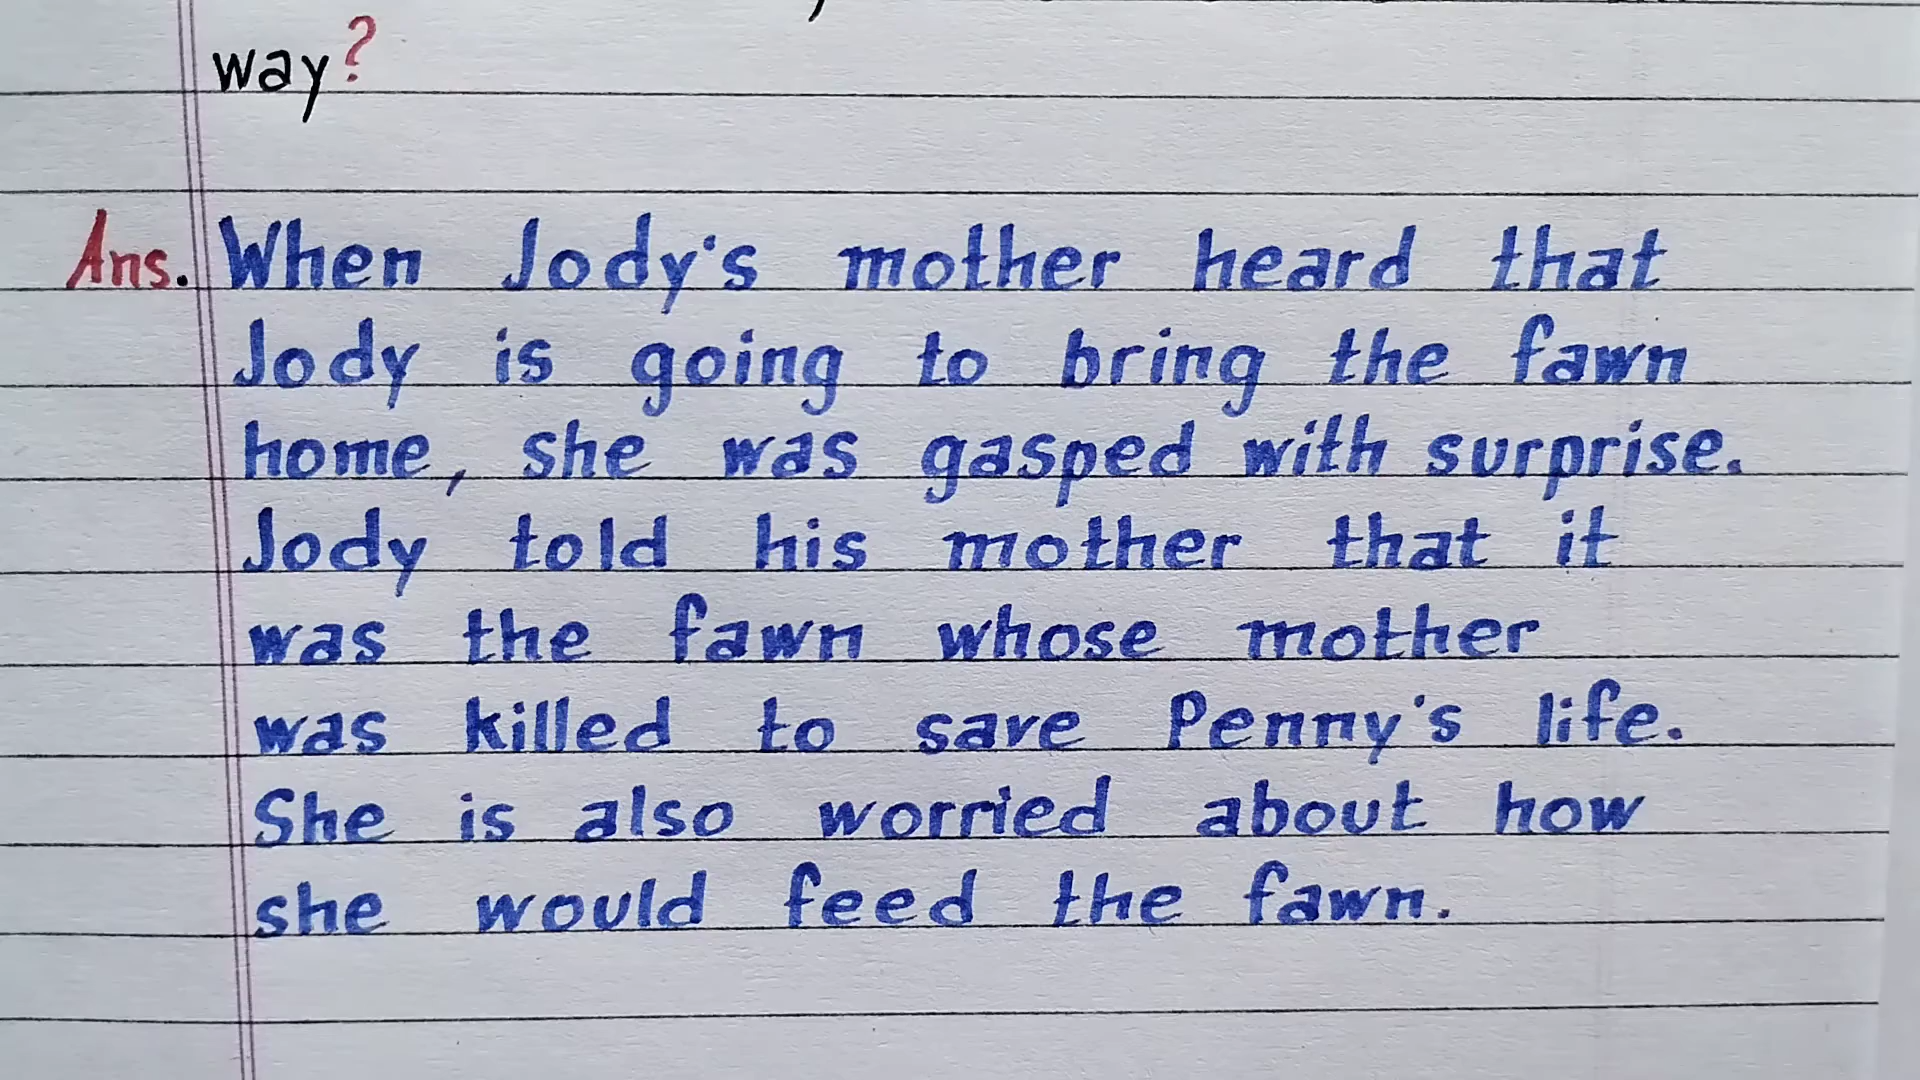 way?
Ans. When Jody's mother heard that
Jody is going to bring the fawn
home, she was gasped with surprise.
Jody told his mother that it
was the fawn whose mother
was killed to save Penny's life.
She is also worried about how
she would feed the fawn.